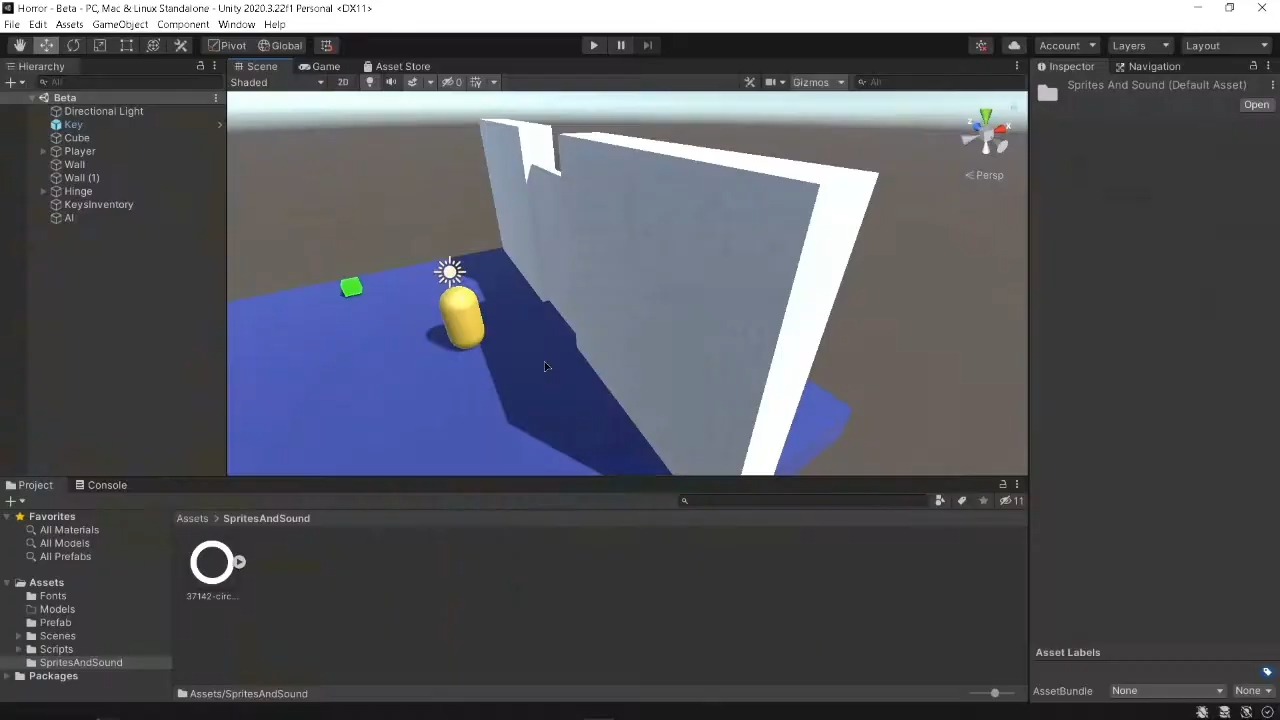 Horror - Beta - PC, Mac & Linux Standalone - Unity 2020.3.22f1 Personal <DX11>
File Edit Assets GameObject Component Window Help
Pivot Global Account Layers Layout
Hierarchy Scene Game Asset Store Inspector Navigation
All Shaded 2D 0 Gizmos All
Sprites And Sound (Default Asset)
Open
Beta
Directional Light
Key
Cube
Player
Wall
Wall (1)
Hinge
KeysInventory
AI
z x
Persp
Project Console
11
Favorites
All Materials
All Models
All Prefabs
Assets > SpritesAndSound
37142-circ...
Assets
Fonts
Models
Prefab
Scenes
Scripts
SpritesAndSound
Packages
Assets/SpritesAndSound
Asset Labels
AssetBundle None None